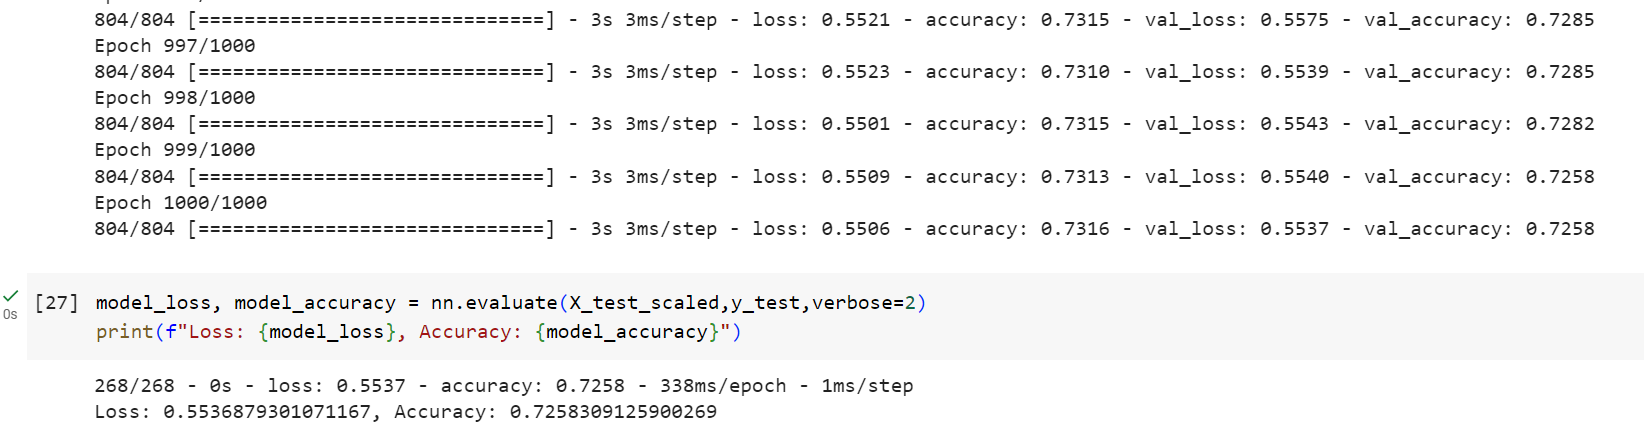 804/804 [==============================] - 3s 3ms/step - loss: 0.5521 - accuracy: 0.7315 - val_loss: 0.5575 - val_accuracy: 0.7285
Epoch 997/1000
804/804 [==============================] - 3s 3ms/step - loss: 0.5523 - accuracy: 0.7310 - val_loss: 0.5539 - val_accuracy: 0.7285
Epoch 998/1000
804/804 [==============================] - 3s 3ms/step - loss: 0.5501 - accuracy: 0.7315 - val_loss: 0.5543 - val_accuracy: 0.7282
Epoch 999/1000
804/804 [==============================] - 3s 3ms/step - loss: 0.5509 - accuracy: 0.7313 - val_loss: 0.5540 - val_accuracy: 0.7258
Epoch 1000/1000
804/804 [==============================] - 3s 3ms/step - loss: 0.5506 - accuracy: 0.7316 - val_loss: 0.5537 - val_accuracy: 0.7258
[27] model_loss, model_accuracy = nn.evaluate(X_test_scaled,y_test,verbose=2)
0s
print(f"Loss: {model_loss}, Accuracy: {model_accuracy}")
268/268 - 0s - loss: 0.5537 - accuracy: 0.7258 - 338ms/epoch - 1ms/step
Loss: 0.5536879301071167, Accuracy: 0.7258309125900269